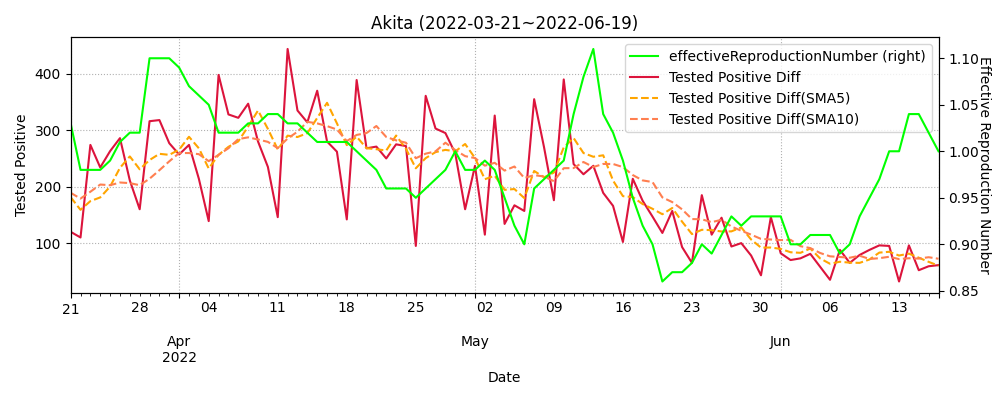 Akita (2022-03-21~2022-06-19)
effectiveReproductionNumber (right)
Tested Positive Diff
Tested Positive Diff(SMA5)
Tested Positive Diff(SMA10)
Tested Positive
400
300
200
100
1.10
1.05
1.00
0.95
0.90
0.85
Effective Reproduction Number
21 28 04 11 18 25 02 09 16 23 30 06 13
Apr May Jun
2022
Date